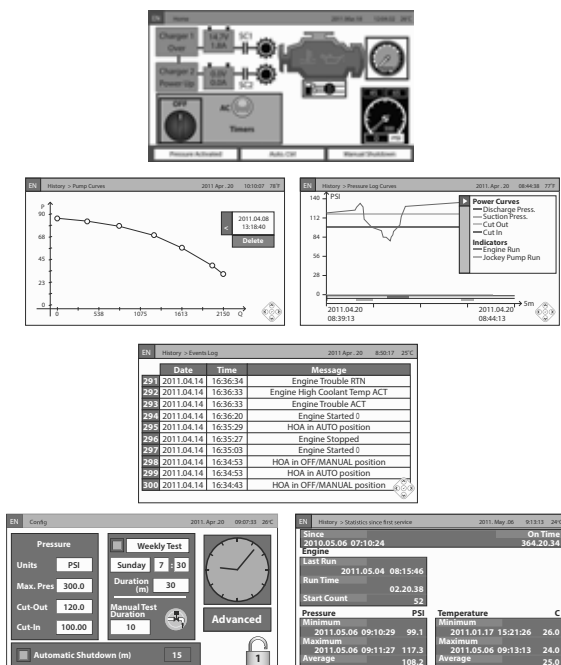 EN Home 2011.Mar.18
Charger 1 14.7V SC1
Over 1.8A
Charger 2 0.0V
Power Up 0.0A SC2
OFF AC
Timers
PSI
Pressure Activated Auto Ctrl Manual Shutdown
EN History > Pump Curves 2011 Apr . 20 10:10:07 78°F
P
90
68
45
23
0
0 538 1075 1613 2150 Q
2011.04.08
13:18:40
<
Delete
EN History > Pressure Log Curves 2011. Apr . 20 08:44:38 77°F
PSI
140
112
84
56
28
0
Power Curves
Discharge Press.
Suction Press.
Cut Out
Cut In
Indicators
Engine Run
Jockey Pump Run
5m
2011.04.20 2011.04.20
08:39:13 08:44:13
EN History > Events Log 2011 Apr . 20 8:50:17 25°C
Date Time Message
291 2011.04.14 16:36:34 Engine Trouble RTN
292 2011.04.14 16:36:33 Engine High Coolant Temp ACT
293 2011.04.14 16:36:33 Engine Trouble ACT
294 2011.04.14 16:36:20 Engine Started 0
295 2011.04.14 16:35:29 HOA in AUTO position
296 2011.04.14 16:35:27 Engine Stopped
297 2011.04.14 16:35:03 Engine Started 0
298 2011.04.14 16:34:53 HOA in OFF/MANUAL position
299 2011.04.14 16:34:53 HOA in AUTO position
300 2011.04.14 16:34:43 HOA in OFF/MANUAL position
EN Config 2011. Apr .20 09:07:33 26°C
Pressure
Units PSI
Max. Pres 300.0
Cut-Out 120.0
Cut-In 100.00
Weekly Test
Sunday 7 : 30
Duration (m) 30
Manual Test
Duration
10
Advanced
Automatic Shutdown (m) 15
1
EN History > Statistics since first service 2011. May .06 9:13:13 24°C
Since On Time
2010.05.06 07:10:24 364.20.34
Engine
Last Run
2011.05.04 08:15:46
Run Time
02.20.38
Start Count
52
Pressure PSI Temperature C
Minimum Minimum
2011.05.06 09:10:29 99.1 2011.01.17 15:21:26 26.0
Maximum Maximum
2011.05.06 09:11:27 117.3 2011.05.06 09:13:13 24.0
Average Average
108.2 25.0